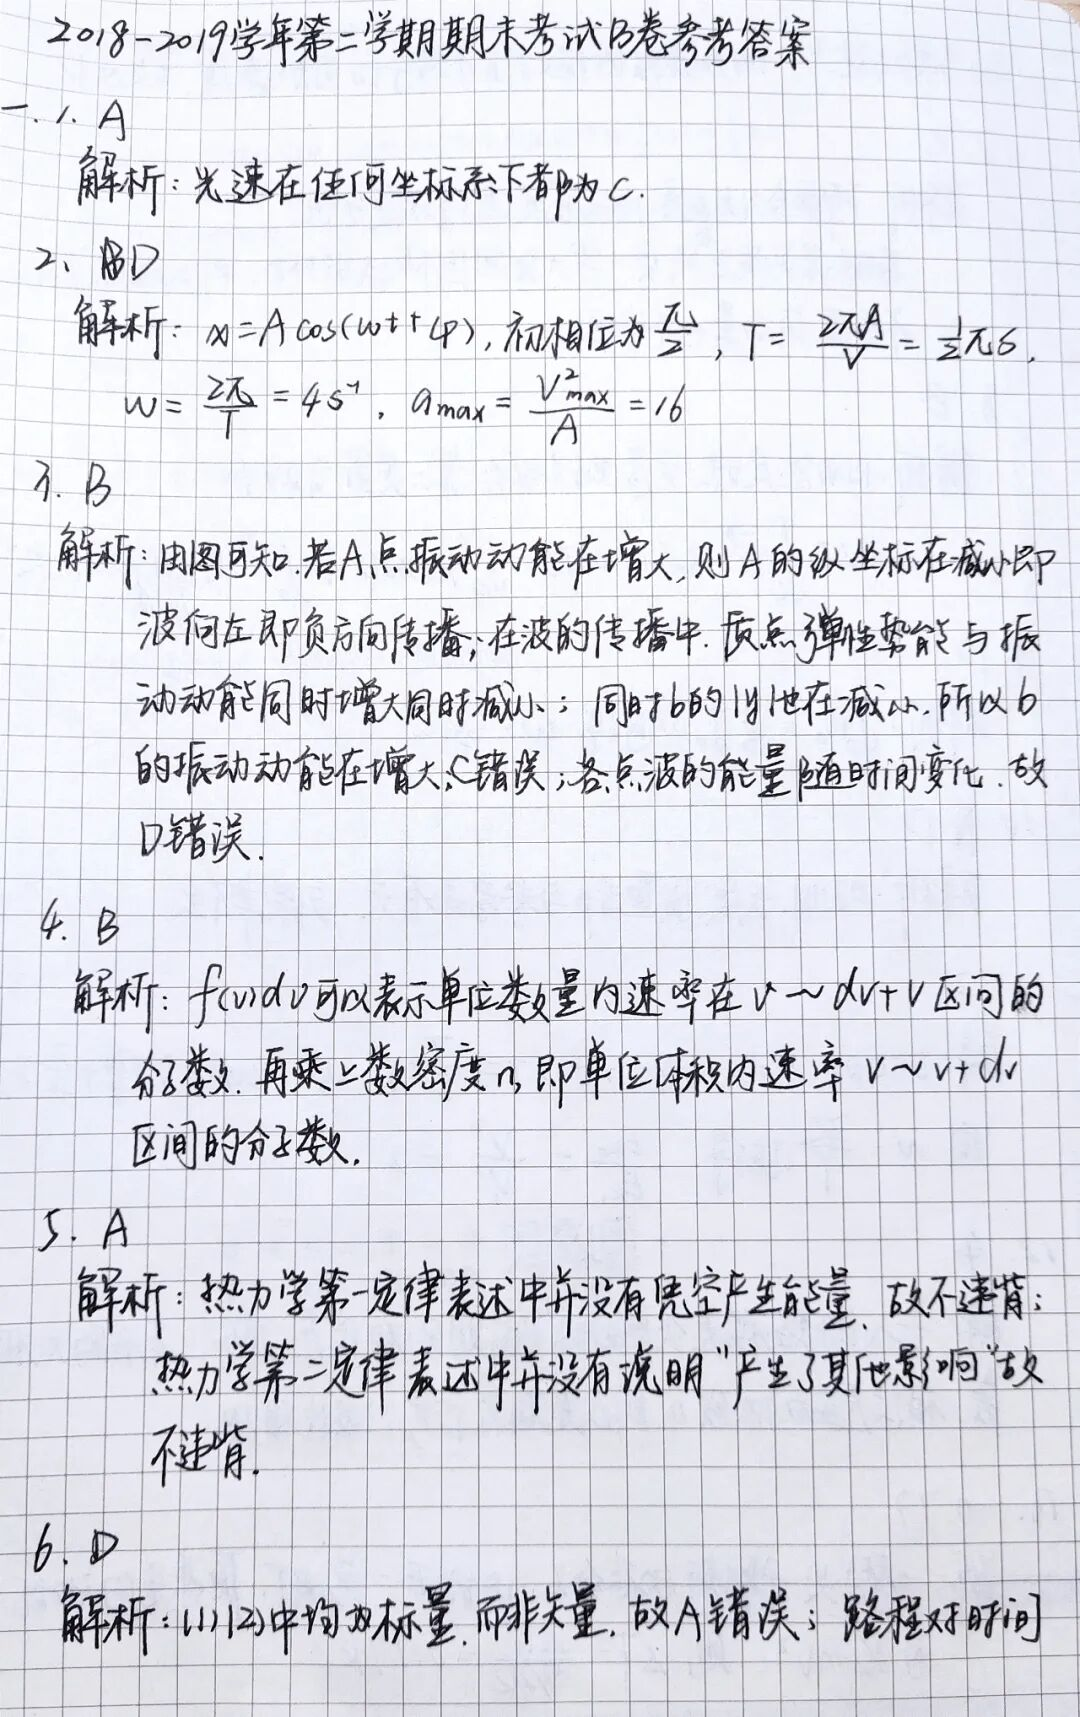 2018-2019学年第二学期期末考试B卷参考答案
一.1. A
解析：光速在任何坐标系下都为c.
2、BD
解析：x=Acos(wt+φ), 初相位为π/2, T= 2πA/V = 1/2 πs.
w= 2π/T =4s⁻¹, a_max= V²_max/A =16
3. B
解析：由图可知.若A点振动动能在增大,则A的纵坐标在减小即
波向左即负方向传播;在波的传播中.质点弹性势能与振
动动能同时增大同时减小;同时b的|y|也在减小.所以b
的振动动能在增大,C错误;各点波的能量随时间变化.故
D错误.
4. B
解析：f(v)dv可以表示单位数量内速率在v~dv+v区间的
分子数.再乘上数密度n,即单位体积内速率v~v+dv
区间的分子数.
5. A
解析：热力学第一定律表述中并没有凭空产生能量,故不违背;
热力学第二定律表述中并没有说明"产生了其他影响"故
不违背.
6. D
解析：(1)(2)中均为标量,而非矢量,故A错误;路程对时间